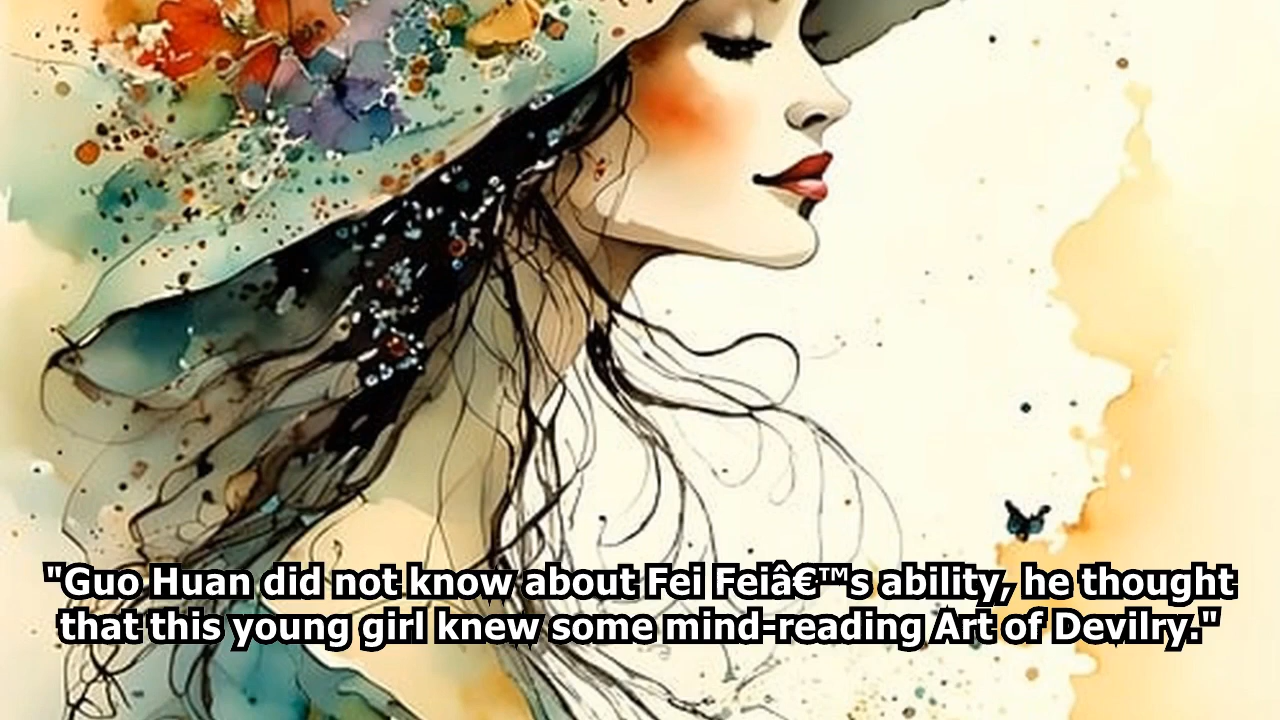 "Guo Huan did not know about Fei Feiâ€™s ability, he thought
that this young girl knew some mind-reading Art of Devilry."